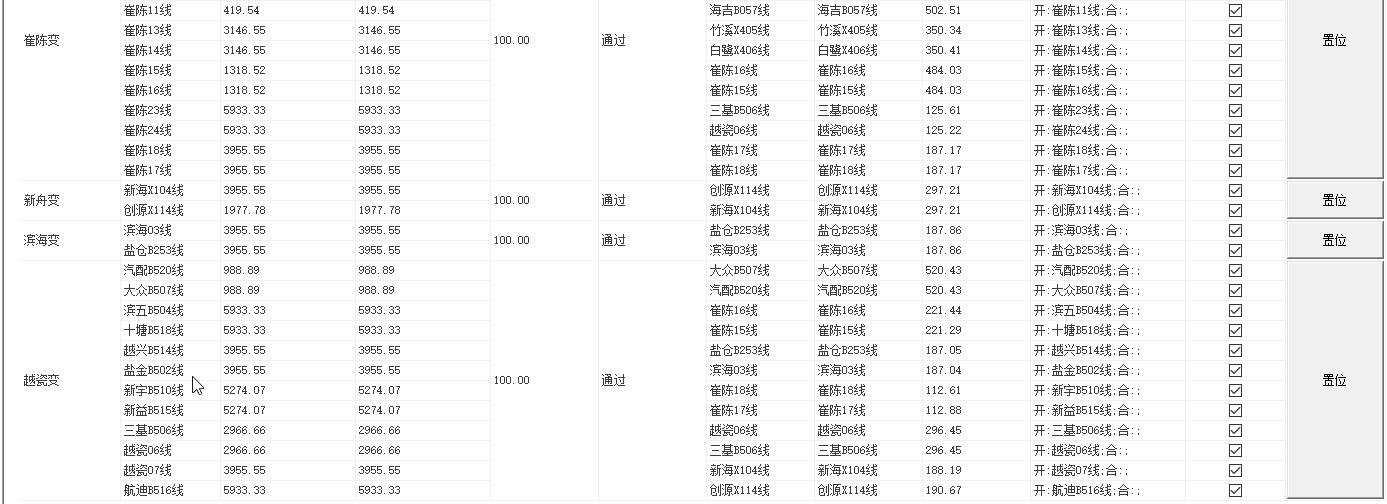 崔陈11线 419.54 419.54 海吉B057线 海吉B057线 502.51 开:崔陈11线;合:;
崔陈13线 3146.55 3146.55 竹溪X405线 竹溪X405线 350.34 开:崔陈13线;合:;
崔陈变 100.00 通过 置位
崔陈14线 3146.55 3146.55 白鹭X406线 白鹭X406线 350.41 开:崔陈14线;合:;
崔陈15线 1318.52 1318.52 崔陈16线 崔陈16线 484.03 开:崔陈15线;合:;
崔陈16线 1318.52 1318.52 崔陈15线 崔陈15线 484.03 开:崔陈16线;合:;
崔陈23线 5933.33 5933.33 三基B506线 三基B506线 125.61 开:崔陈23线;合:;
崔陈24线 5933.33 5933.33 越瓷06线 越瓷06线 125.22 开:崔陈24线;合:;
崔陈18线 3955.55 3955.55 崔陈17线 崔陈17线 187.17 开:崔陈18线;合:;
崔陈17线 3955.55 3955.55 崔陈18线 崔陈18线 187.17 开:崔陈17线;合:;
新海X104线 3955.55 3955.55 创源X114线 创源X114线 297.21 开:新海X104线;合:;
新舟变 100.00 通过 置位
创源X114线 1977.78 1977.78 新海X104线 新海X104线 297.21 开:创源X114线;合:;
滨海03线 3955.55 3955.55 盐仓B253线 盐仓B253线 187.86 开:滨海03线;合:;
滨海变 100.00 通过 置位
盐仓B253线 3955.55 3955.55 滨海03线 滨海03线 187.86 开:盐仓B253线;合:;
汽配B520线 988.89 988.89 大众B507线 大众B507线 520.43 开:汽配B520线;合:;
大众B507线 988.89 988.89 汽配B520线 汽配B520线 520.43 开:大众B507线;合:;
滨五B504线 5933.33 5933.33 崔陈16线 崔陈16线 221.44 开:滨五B504线;合:;
十塘B518线 5933.33 5933.33 崔陈15线 崔陈15线 221.29 开:十塘B518线;合:;
越兴B514线 3955.55 3955.55 盐仓B253线 盐仓B253线 187.05 开:越兴B514线;合:;
盐金B502线 3955.55 3955.55 滨海03线 滨海03线 187.04 开:盐金B502线;合:;
越瓷变 100.00 通过 置位
新宇B510线 5274.07 5274.07 崔陈18线 崔陈18线 112.61 开:新宇B510线;合:;
新益B515线 5274.07 5274.07 崔陈17线 崔陈17线 112.88 开:新益B515线;合:;
三基B506线 2966.66 2966.66 越瓷06线 越瓷06线 296.45 开:三基B506线;合:;
越瓷06线 2966.66 2966.66 三基B506线 三基B506线 296.45 开:越瓷06线;合:;
越瓷07线 3955.55 3955.55 新海X104线 新海X104线 188.19 开:越瓷07线;合:;
航迪B516线 5933.33 5933.33 创源X114线 创源X114线 190.67 开:航迪B516线;合:;